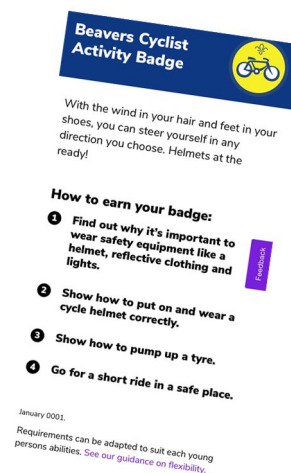 Beavers Cyclist
Activity Badge
With the wind in your hair and feet in your
shoes, you can steer yourself in any
direction you choose. Helmets at the
ready!
How to earn your badge:
1 Find out why it's important to
wear safety equipment like a
helmet, reflective clothing and
lights.
Feedback
2 Show how to put on and wear a
cycle helmet correctly.
3 Show how to pump up a tyre.
4 Go for a short ride in a safe place.
January 0001.
Requirements can be adapted to suit each young
persons abilities. See our guidance on flexibility.